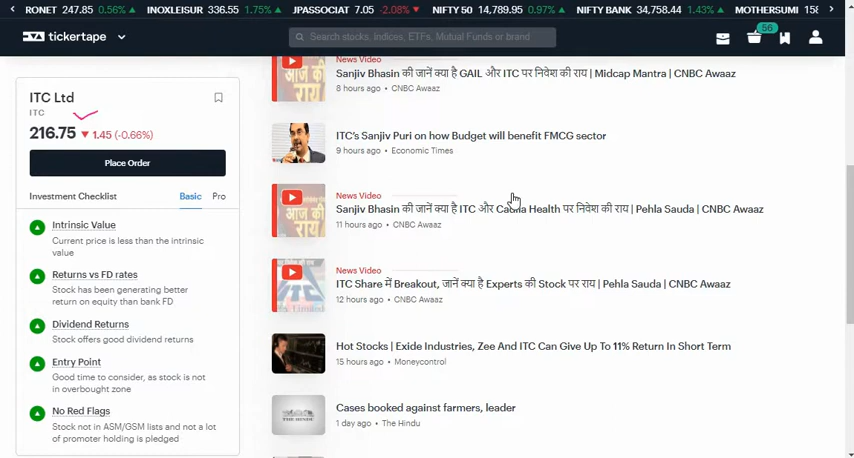 RONET 247.85 0.56% INOXLEISUR 336.55 1.75% JPASSOCIAT 7.05 -2.08% NIFTY 50 14,789.95 0.97% NIFTY BANK 34,758.44 1.43% MOTHERSUMI
tickertape
Search stocks, indices, ETFs, Mutual Funds or brand
56
ITC Ltd
ITC
216.75 1.45 (-0.66%)
Place Order
Investment Checklist Basic Pro
Intrinsic Value
Current price is less than the intrinsic
value
Returns vs FD rates
Stock has been generating better
return on equity than bank FD
Dividend Returns
Stock offers good dividend returns
Entry Point
Good time to consider, as stock is not
in overbought zone
No Red Flags
Stock not in ASM/GSM lists and not a lot
of promoter holding is pledged
News Video
Sanjiv Bhasin की जानें क्या है GAIL और ITC पर निवेश की राय | Midcap Mantra | CNBC Awaaz
8 hours ago • CNBC Awaaz
ITC's Sanjiv Puri on how Budget will benefit FMCG sector
9 hours ago • Economic Times
News Video
Sanjiv Bhasin की जानें क्या है ITC और Cadila Health पर निवेश की राय | Pehla Sauda | CNBC Awaaz
11 hours ago • CNBC Awaaz
News Video
ITC Share में Breakout, जानें क्या है Experts की Stock पर राय | Pehla Sauda | CNBC Awaaz
12 hours ago • CNBC Awaaz
Hot Stocks | Exide Industries, Zee And ITC Can Give Up To 11% Return In Short Term
15 hours ago • Moneycontrol
Cases booked against farmers, leader
1 day ago • The Hindu